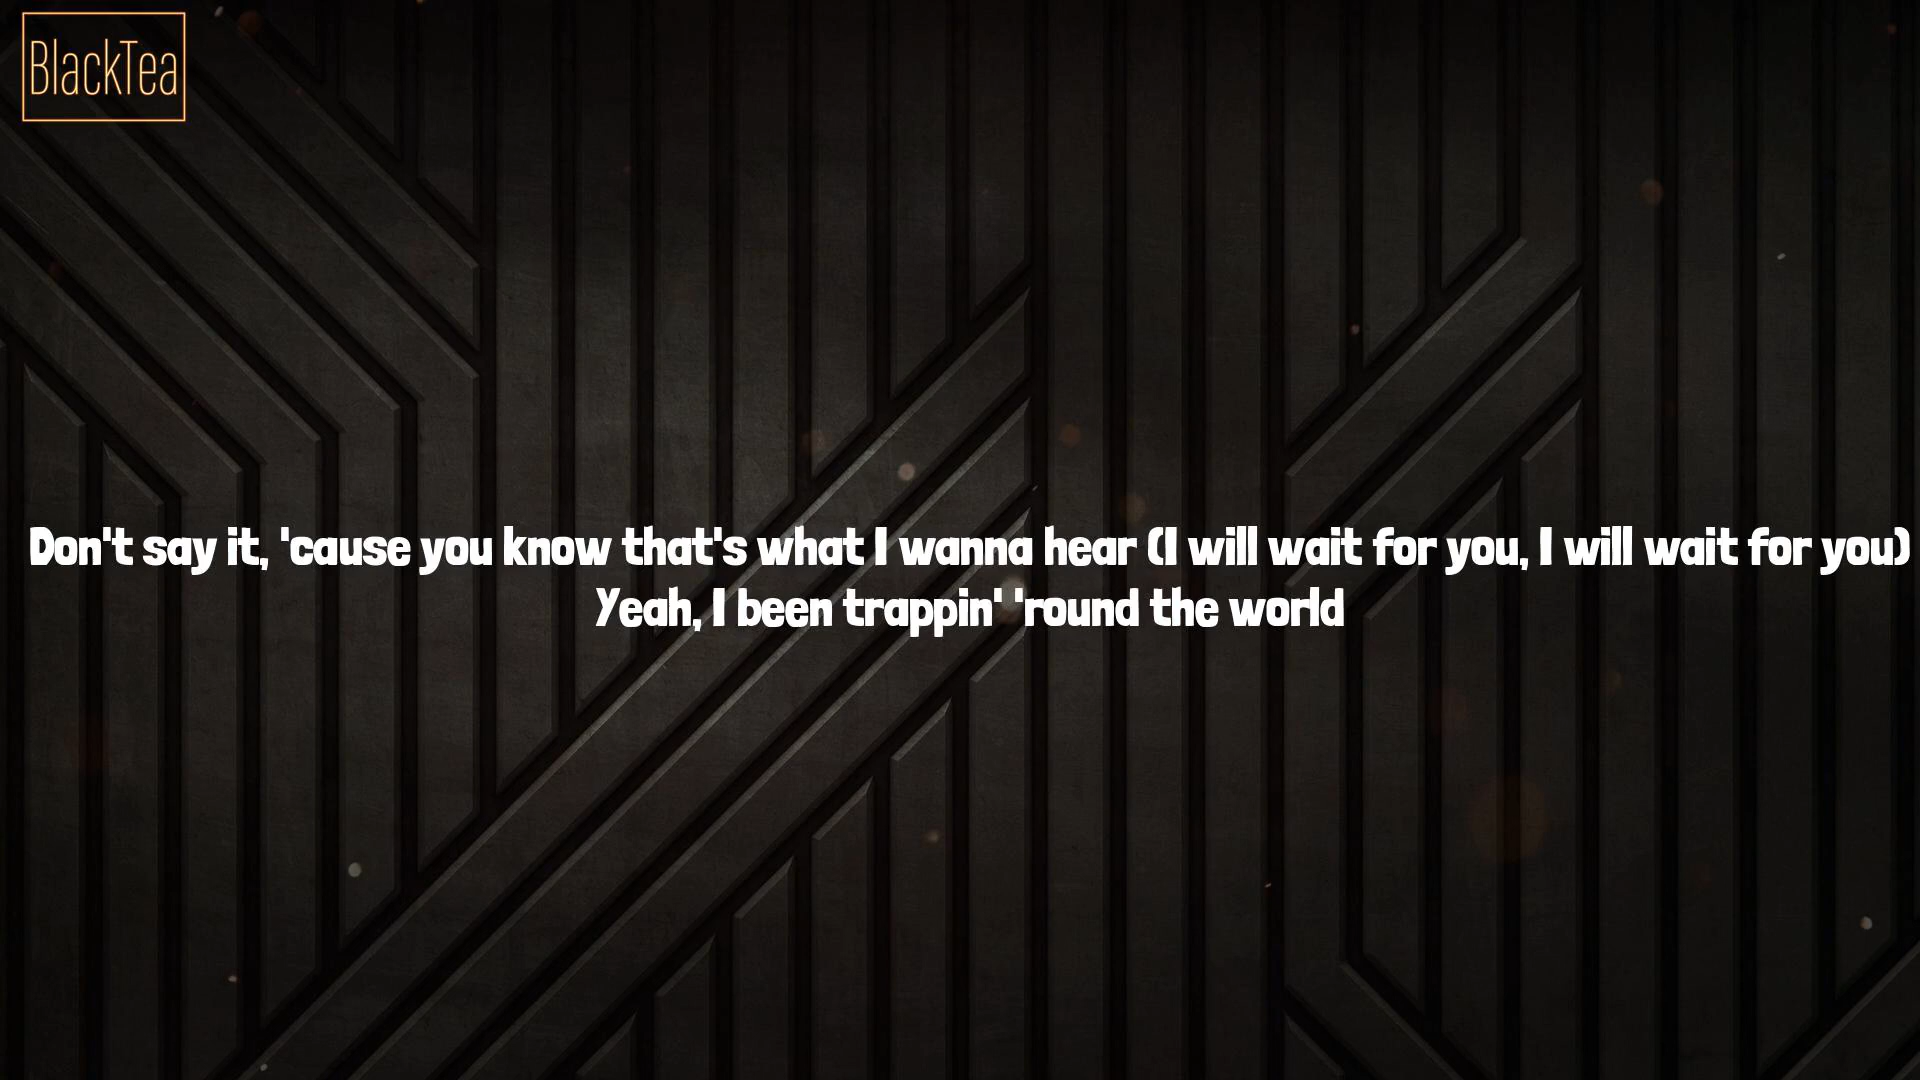 BlackTea
Don't say it, 'cause you know that's what I wanna hear (I will wait for you, I will wait for you)
Yeah, I been trappin' 'round the world